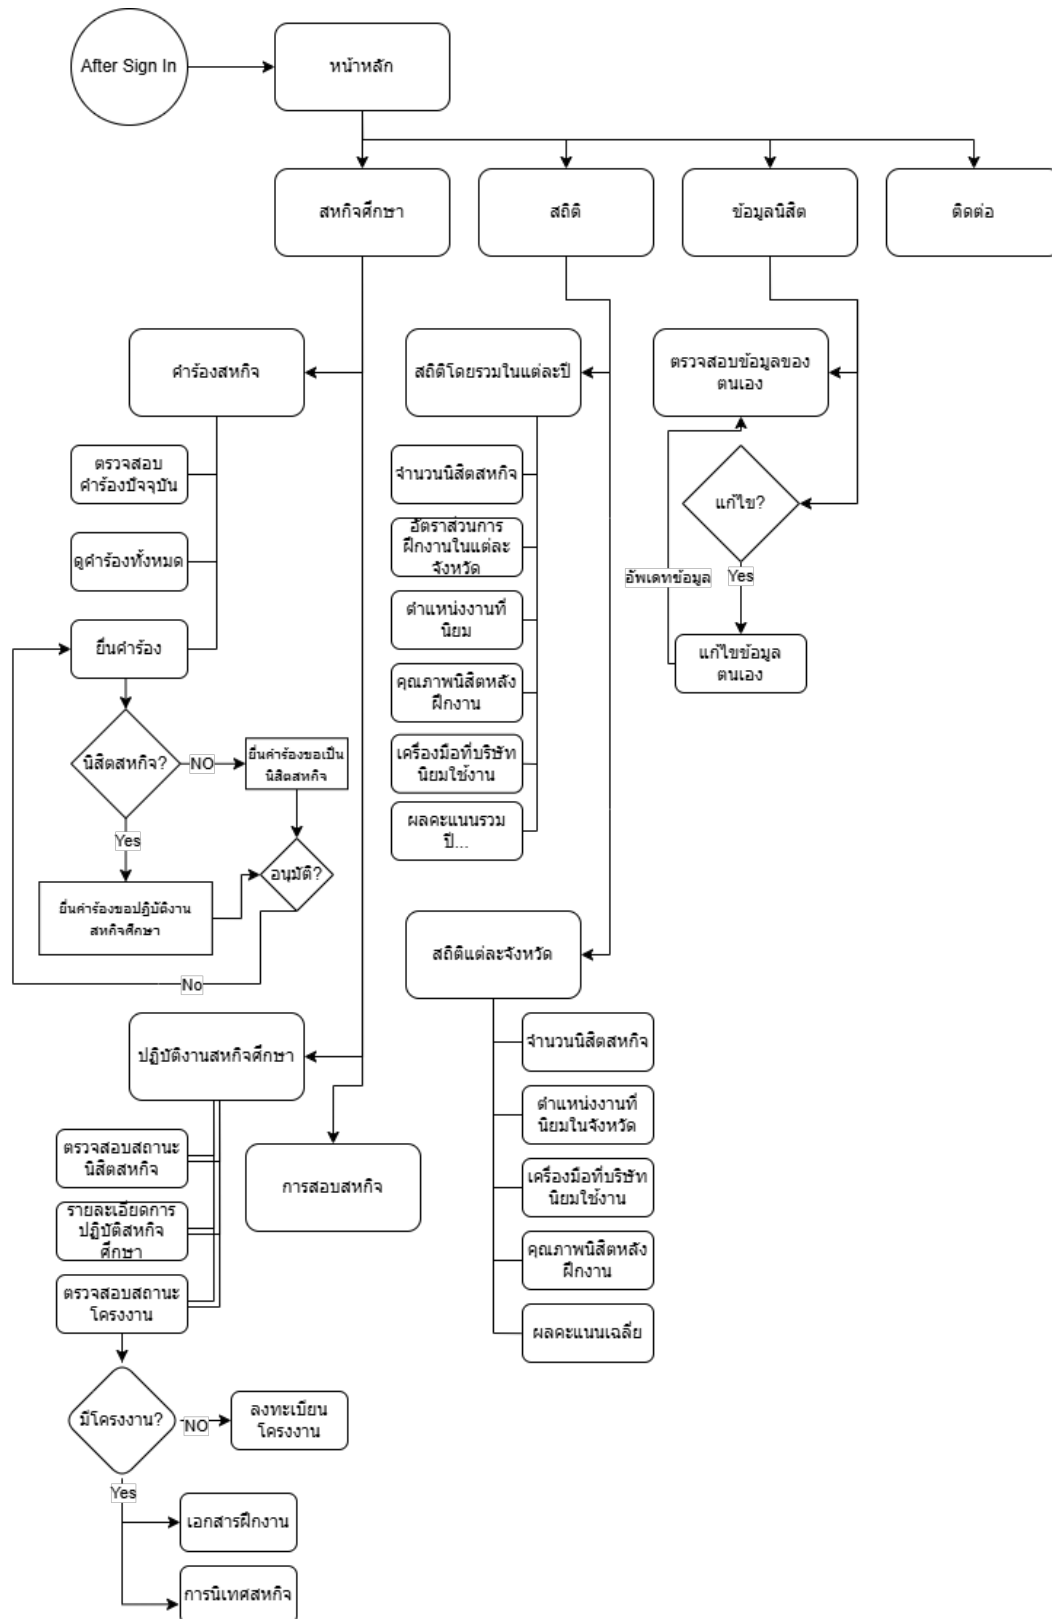 After Sign In
หน้าหลัก
สหกิจศึกษา
สถิติ
ข้อมูลนิสิต
ติดต่อ
คำร้องสหกิจ
ตรวจสอบ
คำร้องปัจจุบัน
ดูคำร้องทั้งหมด
ยื่นคำร้อง
นิสิตสหกิจ?
NO
ยื่นคำร้องขอเป็น
นิสิตสหกิจ
Yes
อนุมัติ?
ยื่นคำร้องขอปฏิบัติงาน
สหกิจศึกษา
No
ปฏิบัติงานสหกิจศึกษา
ตรวจสอบสถานะ
นิสิตสหกิจ
รายละเอียดการ
ปฏิบัติสหกิจ
ศึกษา
ตรวจสอบสถานะ
โครงงาน
มีโครงงาน?
NO
ลงทะเบียน
โครงงาน
Yes
เอกสารฝึกงาน
การนิเทศสหกิจ
การสอบสหกิจ
สถิติโดยรวมในแต่ละปี
จำนวนนิสิตสหกิจ
อัตราส่วนการ
ฝึกงานในแต่ละ
จังหวัด
ตำแหน่งงานที่
นิยม
คุณภาพนิสิตหลัง
ฝึกงาน
เครื่องมือที่บริษัท
นิยมใช้งาน
ผลคะแนนรวม
ปี...
สถิติแต่ละจังหวัด
จำนวนนิสิตสหกิจ
ตำแหน่งงานที่
นิยมในจังหวัด
เครื่องมือที่บริษัท
นิยมใช้งาน
คุณภาพนิสิตหลัง
ฝึกงาน
ผลคะแนนเฉลี่ย
ตรวจสอบข้อมูลของ
ตนเอง
แก้ไข?
อัพเดทข้อมูล
Yes
แก้ไขข้อมูล
ตนเอง